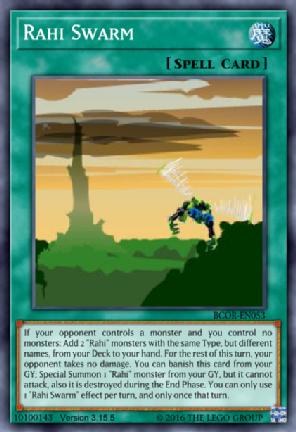 Rahi Swarm
[ Spell Card ]
BCOR-EN053
If your opponent controls a monster and you control no
monsters: Add 2 "Rahi" monsters with the same Type, but different
names, from your Deck to your hand. For the rest of this turn, your
opponent takes no damage. You can banish this card from your
GY. Special Summon 1 "Rahi" monster from your GY, but it cannot
attack, also it is destroyed during the End Phase. You can only use
1 "Rahi Swarm" effect per turn, and only once that turn.
10100143 Version 3.16.5
©2016 THE LEGO GROUP